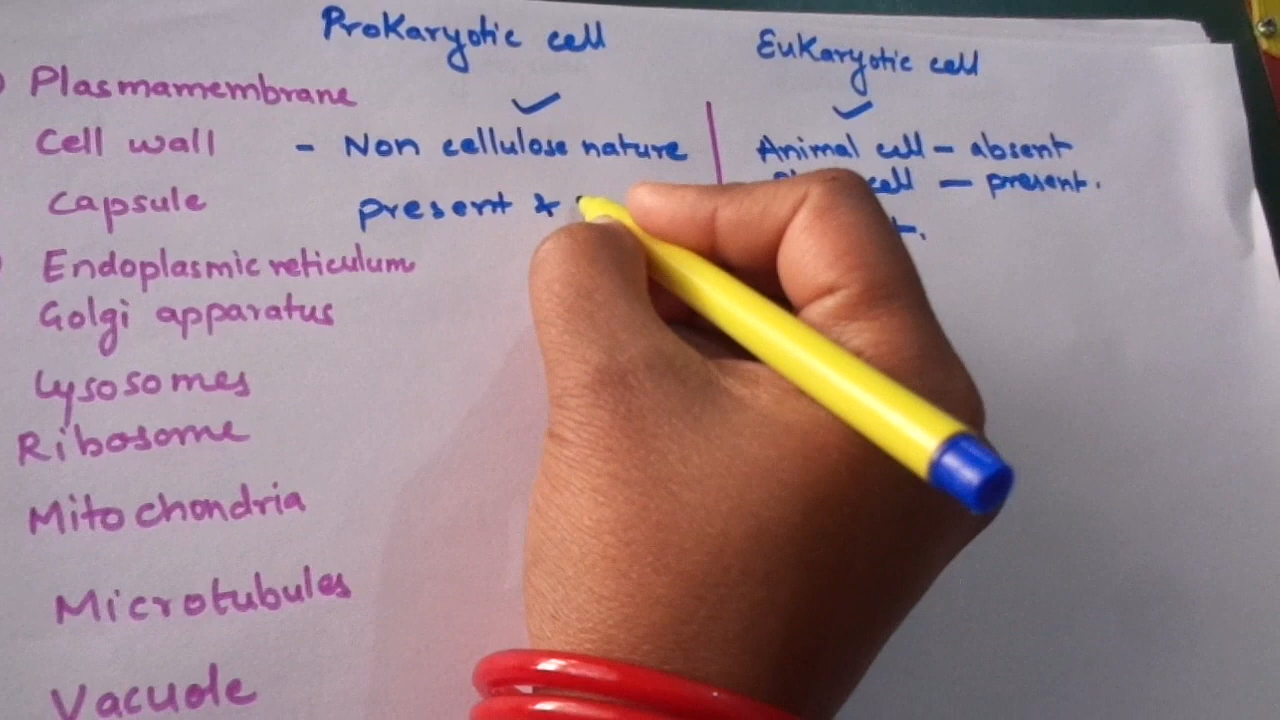 Prokaryotic cell Eukaryotic cell
Plasmamembrane ✓ ✓
Cell wall - Non cellulose nature Animal cell - absent
cell - present.
Capsule present &
Endoplasmic reticulum
Golgi apparatus
Lysosomes
Ribosome
Mitochondria
Microtubules
Vacuole